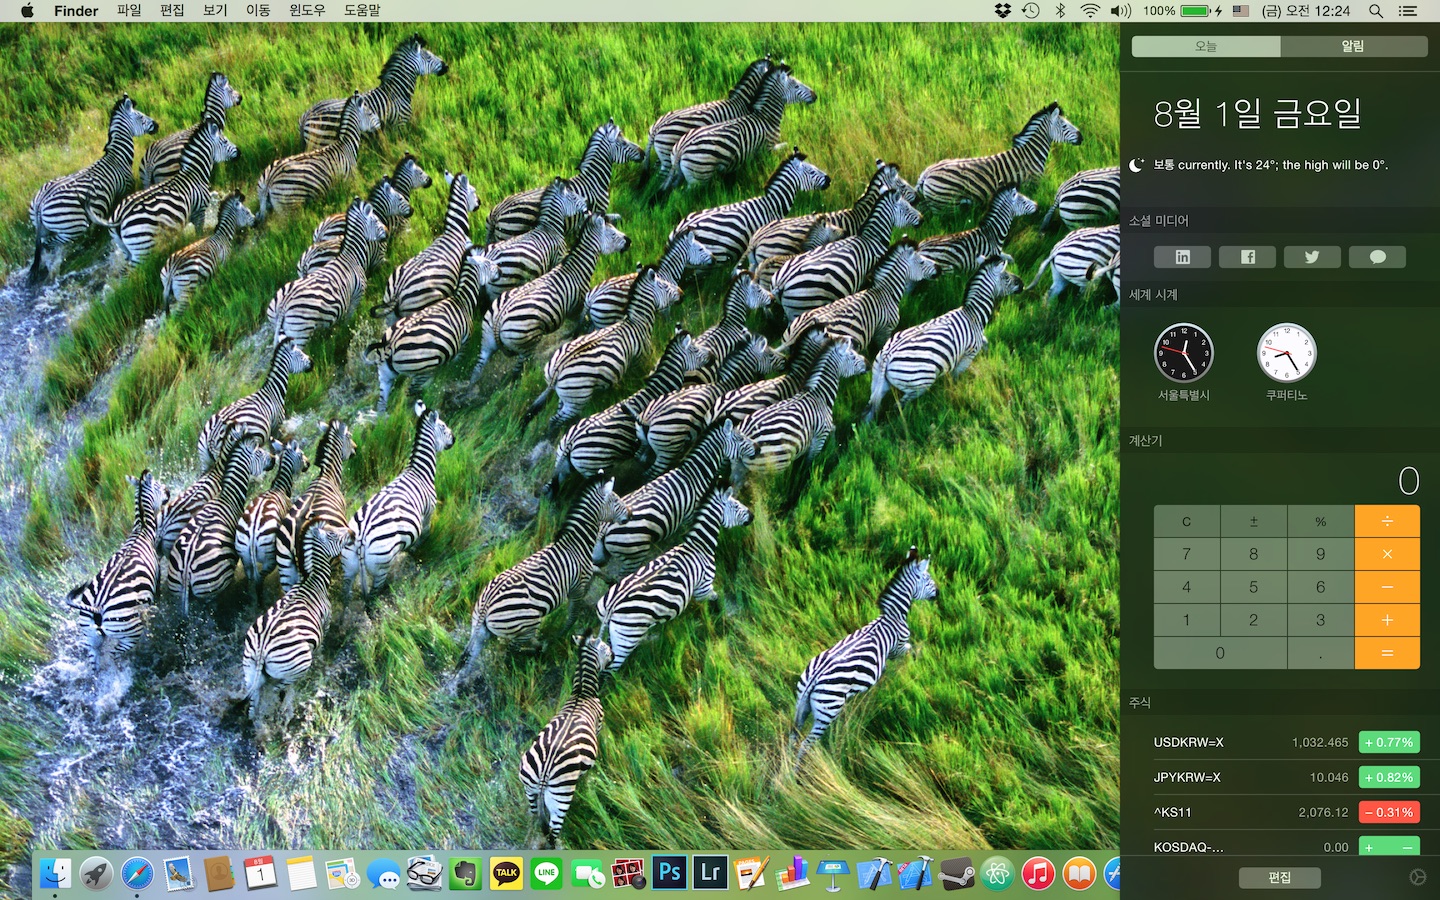 Finder 파일 편집 보기 이동 윈도우 도움말 100% (금) 오전 12:24
오늘 알림
8월 1일 금요일
보통 currently. It's 24°; the high will be 0°.
소셜 미디어
in f
세계 시계
서울특별시 쿠퍼티노
계산기
0
C ± % ÷
7 8 9 ×
4 5 6 −
1 2 3 +
0 . =
주식
USDKRW=X 1,032.465 + 0.77%
JPYKRW=X 10.046 + 0.82%
^KS11 2,076.12 − 0.31%
KOSDAQ-... 0.00 + −
편집
8월
1
TALK
LINE
Ps
Lr